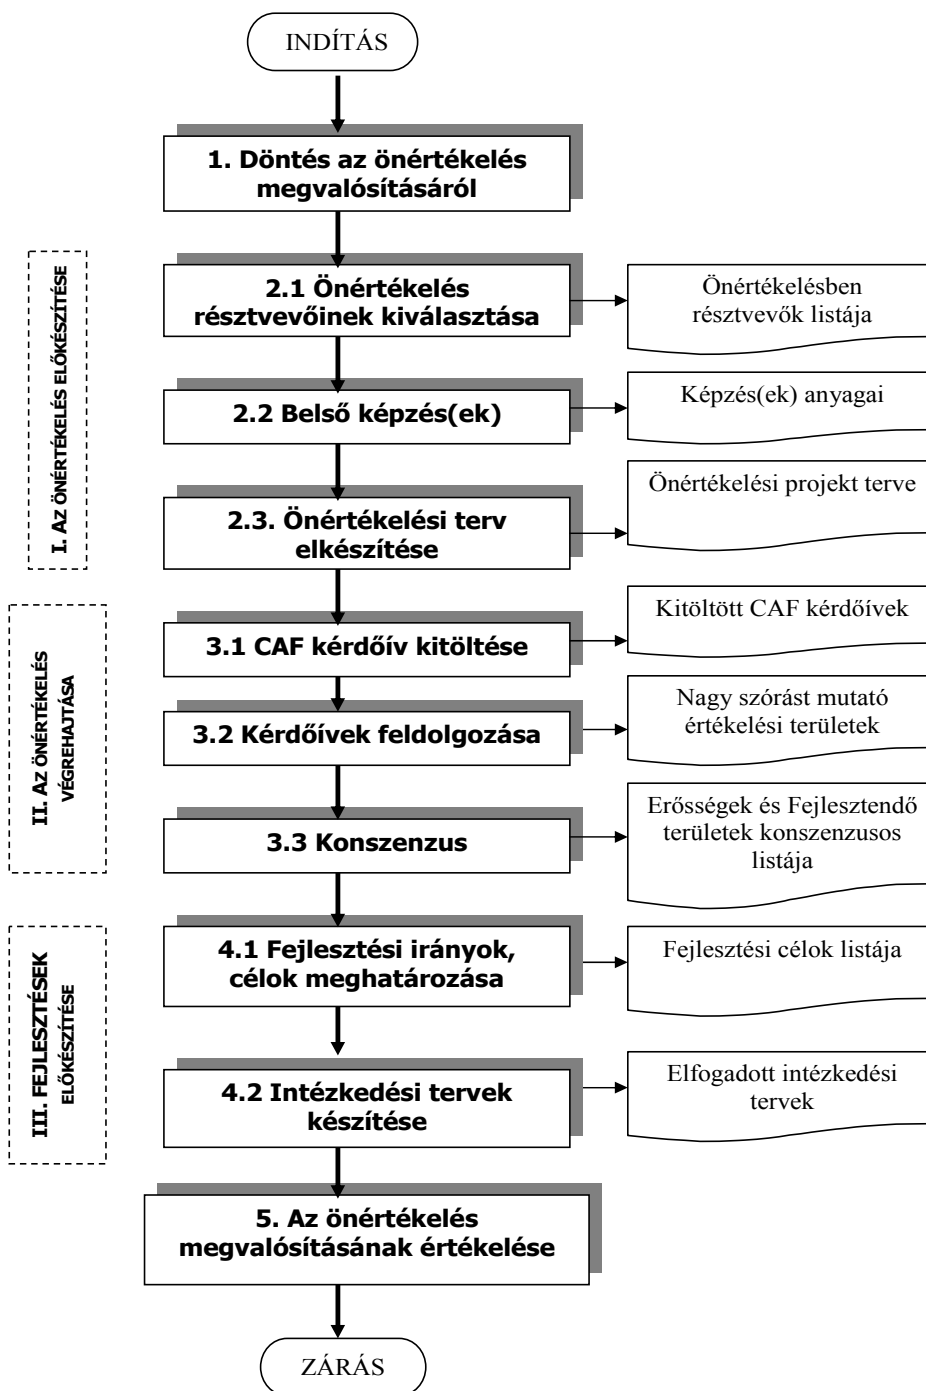 INDÍTÁS
1. Döntés az önértékelés
megvalósításáról
I. AZ ÖNÉRTÉKELÉS ELŐKÉSZÍTÉSE
2.1 Önértékelés
résztvevőinek kiválasztása
Önértékelésben
résztvevők listája
2.2 Belső képzés(ek)
Képzés(ek) anyagai
2.3. Önértékelési terv
elkészítése
Önértékelési projekt terve
II. AZ ÖNÉRTÉKELÉS
VÉGREHAJTÁSA
3.1 CAF kérdőív kitöltése
Kitöltött CAF kérdőívek
3.2 Kérdőívek feldolgozása
Nagy szórást mutató
értékelési területek
3.3 Konszenzus
Erősségek és Fejlesztendő
területek konszenzusos
listája
III. FEJLESZTÉSEK
ELŐKÉSZÍTÉSE
4.1 Fejlesztési irányok,
célok meghatározása
Fejlesztési célok listája
4.2 Intézkedési tervek
készítése
Elfogadott intézkedési
tervek
5. Az önértékelés
megvalósításának értékelése
ZÁRÁS